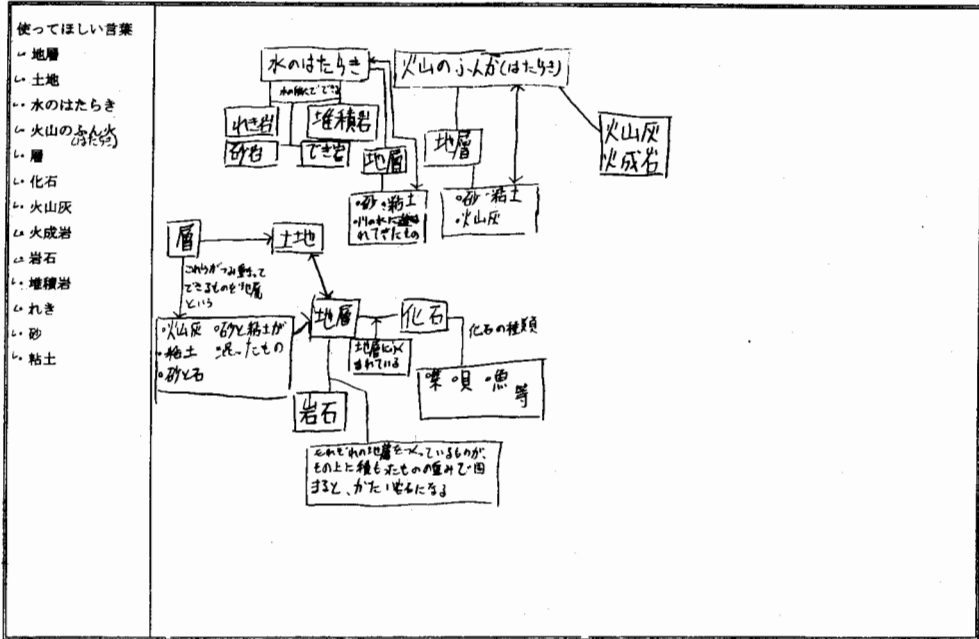 使ってほしい言葉
地層
土地
水のはたらき
火山のふん火
(はたらき)
層
化石
火山灰
火成岩
岩石
堆積岩
れき
砂
粘土
水のはたらき
水の働きでできる
れき岩
堆積岩
砂岩
でき岩
地層
・砂・粘土
・川の水に運ば
れてきたもの
火山のふんか(はたらき)
地層
・砂・粘土
・火山灰
火山灰
火成岩
層
土地
これらがつみ重なって
できるものを地層
という
・火山灰 ・砂と粘土が
・粘土 混ったもの
・砂と石
地層
地層にふく
まれている
化石
化石の種類
・葉・貝・魚
等
岩石
それぞれの地層をつくっているものが、
その上に積もったものの重みで固
まると、かたい岩石になる